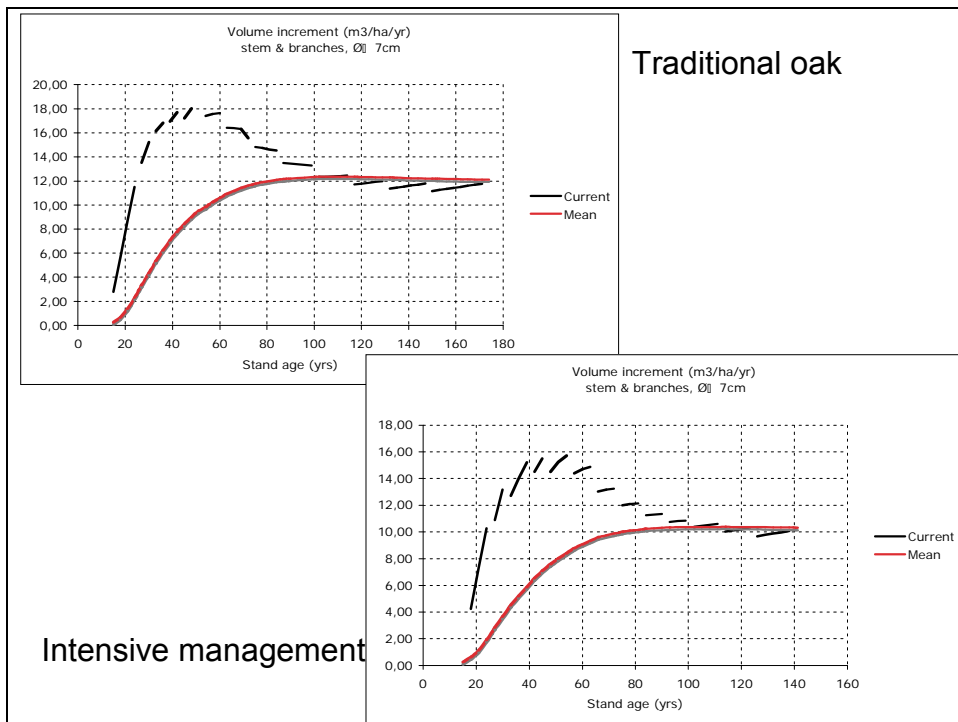 Volume increment (m3/ha/yr)
stem & branches, Ø▯ 7cm
Traditional oak
20,00
18,00
16,00
14,00
12,00
10,00
8,00
6,00
4,00
2,00
0,00
0 20 40 60 80 100 120 140 160 180
Stand age (yrs)
Current
Mean
Volume increment (m3/ha/yr)
stem & branches, Ø▯ 7cm
18,00
16,00
14,00
12,00
10,00
8,00
6,00
4,00
2,00
0,00
0 20 40 60 80 100 120 140 160
Stand age (yrs)
Current
Mean
Intensive management